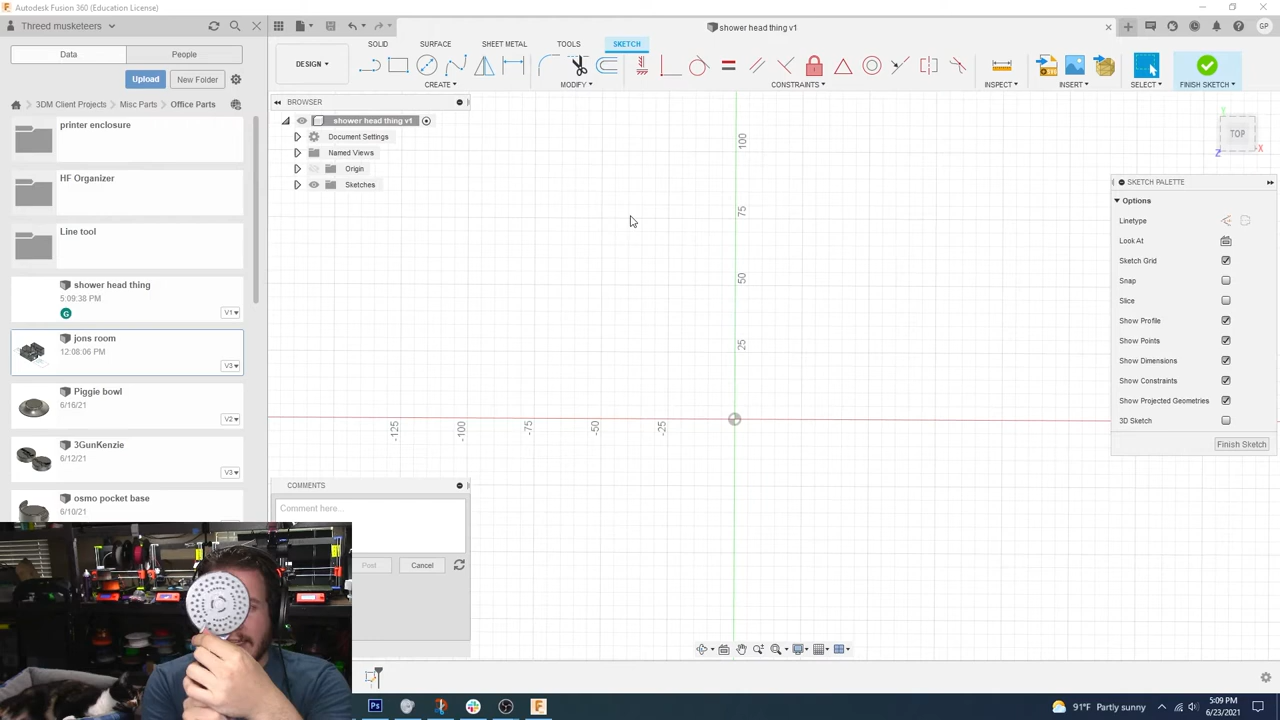 Autodesk Fusion 360 (Education License)
Threed musketeers
shower head thing v1
GP
Data
People
Upload
New Folder
3DM Client Projects
Misc Parts
Office Parts
printer enclosure
HF Organizer
Line tool
shower head thing
5:09:38 PM
G
V1
jons room
12:08:06 PM
V3
Piggie bowl
6/16/21
V2
3GunKenzie
6/12/21
V3
osmo pocket base
6/10/21
DESIGN
SOLID
SURFACE
SHEET METAL
TOOLS
SKETCH
CREATE
MODIFY
CONSTRAINTS
INSPECT
INSERT
SELECT
FINISH SKETCH
BROWSER
shower head thing v1
Document Settings
Named Views
Origin
Sketches
100
75
50
25
-125
-100
-75
-50
-25
Y
TOP
X
Z
SKETCH PALETTE
Options
Linetype
Look At
Sketch Grid
Snap
Slice
Show Profile
Show Points
Show Dimensions
Show Constraints
Show Projected Geometries
3D Sketch
Finish Sketch
COMMENTS
Comment here...
Post
Cancel
91°F Partly sunny
5:09 PM
6/23/2021